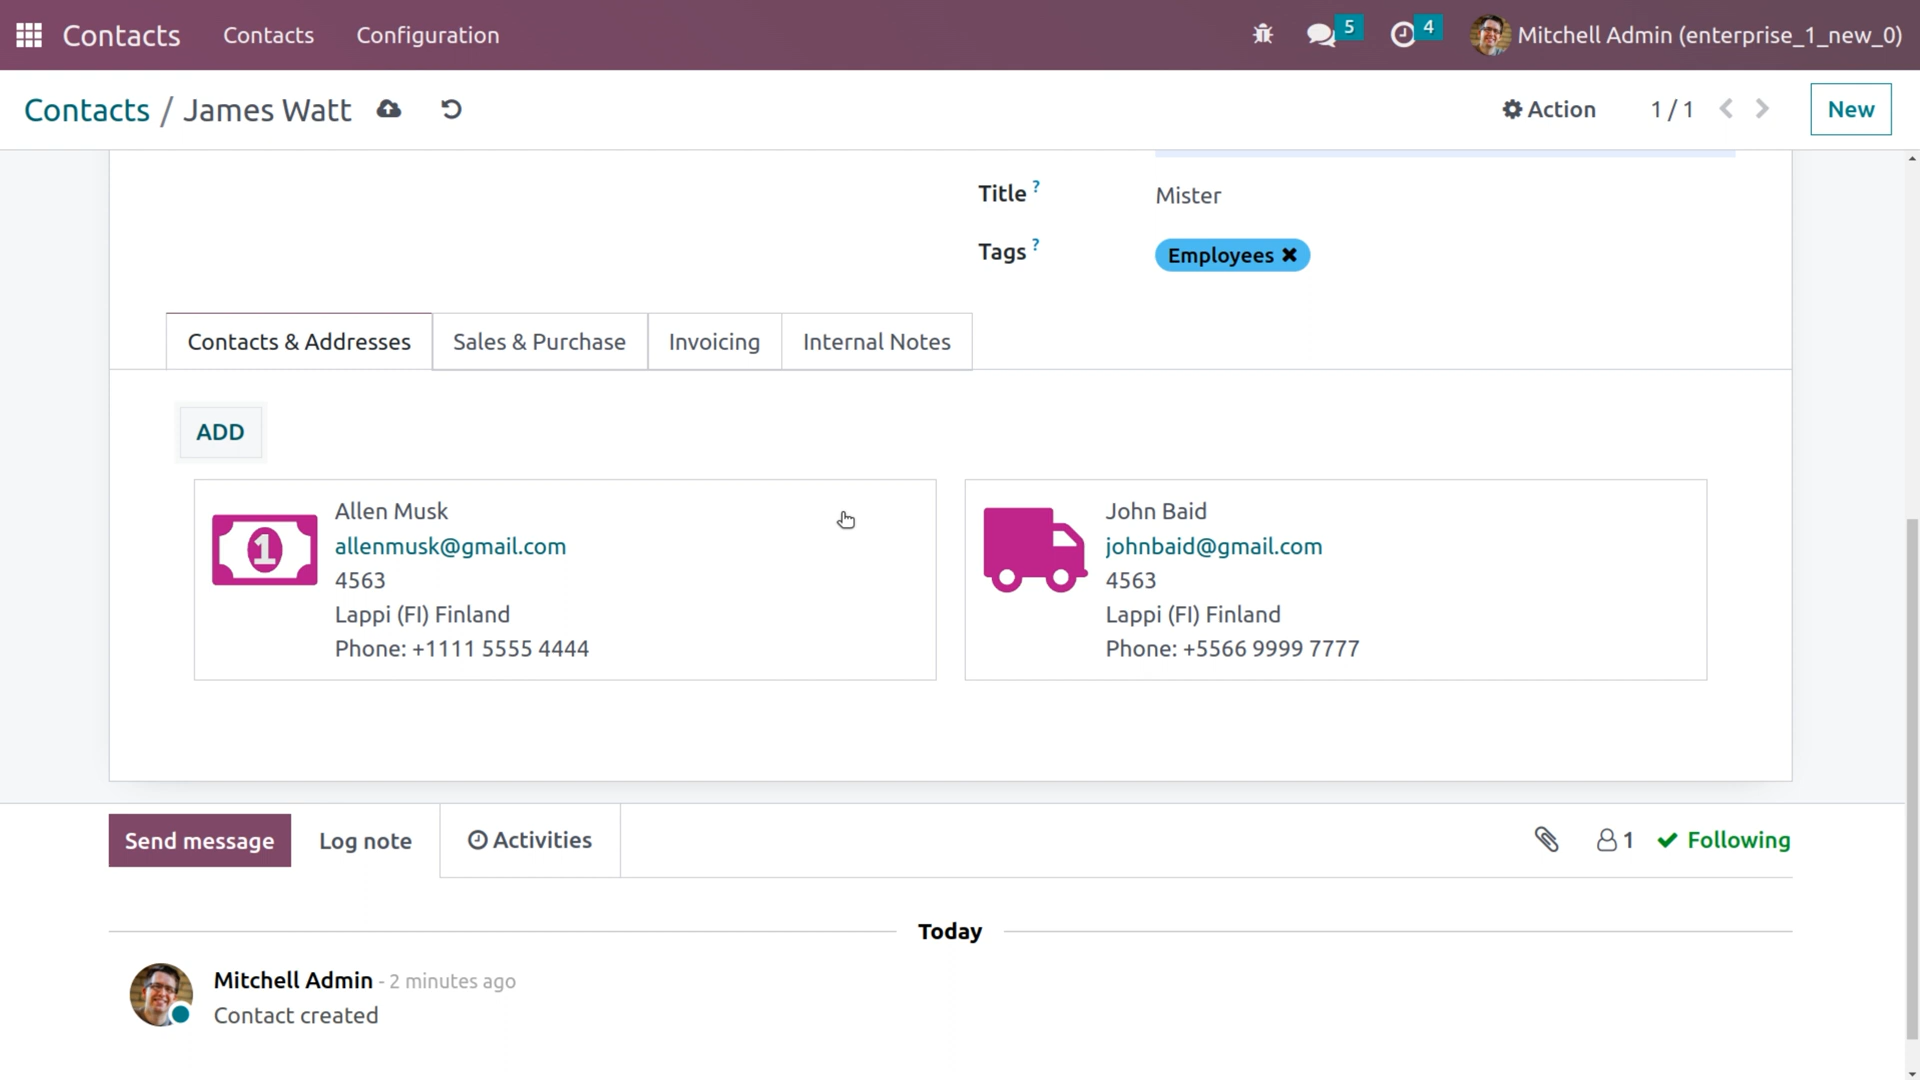 Contacts Contacts Configuration 5 4 Mitchell Admin (enterprise_1_new_0)
Contacts / James Watt Action 1 / 1 New
Title ? Mister
Tags ? Employees
Contacts & Addresses Sales & Purchase Invoicing Internal Notes
ADD
1
Allen Musk
allenmusk@gmail.com
4563
Lappi (FI) Finland
Phone: +1111 5555 4444
John Baid
johnbaid@gmail.com
4563
Lappi (FI) Finland
Phone: +5566 9999 7777
Send message Log note Activities 1 Following
Today
Mitchell Admin - 2 minutes ago
Contact created